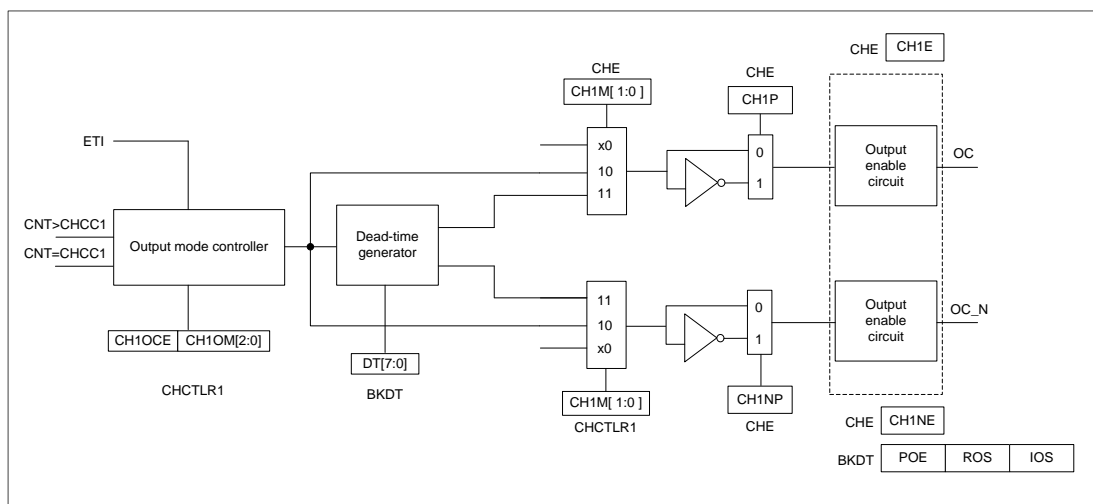 CHE CH1E
CHE
CHE
CH1M[ 1:0 ]
CH1P
ETI
x0
10
11
0
1
Output
enable
circuit
OC
CNT>CHCC1
CNT=CHCC1
Output mode controller
Dead-time
generator
11
10
x0
0
1
Output
enable
circuit
OC_N
CH1OCE CH1OM[2:0]
DT[7:0]
CHCTLR1
BKDT
CH1M[ 1:0 ]
CHCTLR1
CH1NP
CHE
CHE CH1NE
BKDT POE ROS IOS